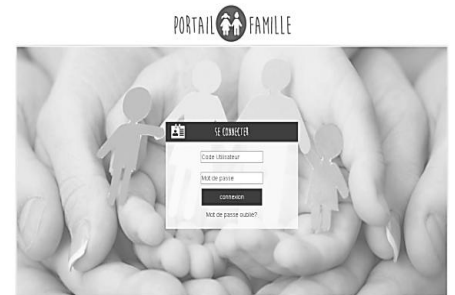 PORTAIL FAMILLE
SE CONNECTER
Code Utilisateur
Mot de passe
connexion
Mot de passe oublié?